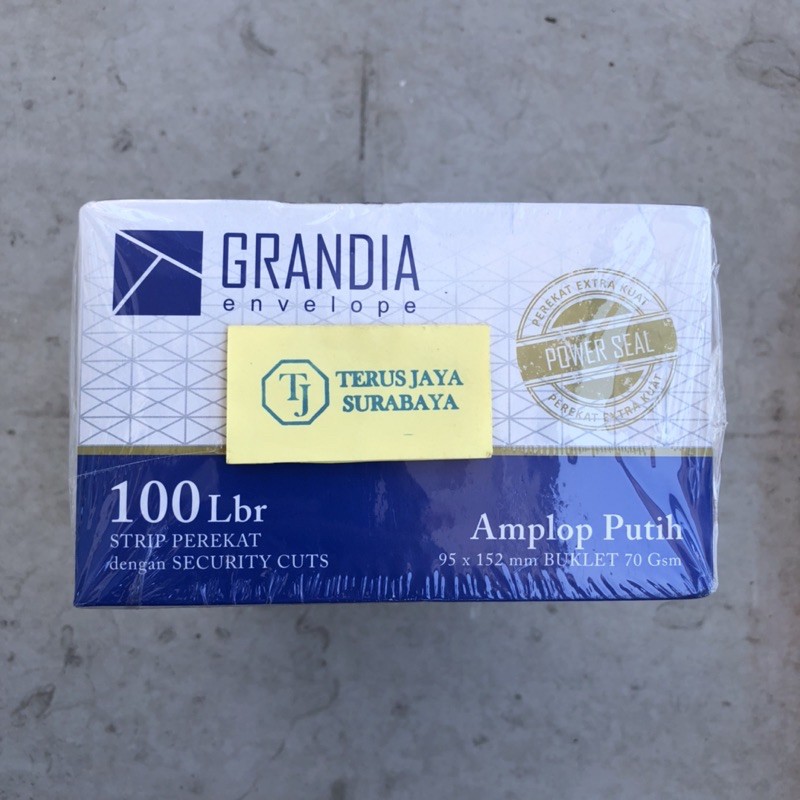 GRANDIA
envelope
PEREKAT EXTRA KUAT
POWER SEAL
PEREKAT EXTRA KUAT
TJ
TERUS JAYA
SURABAYA
100 Lbr
STRIP PEREKAT
dengan SECURITY CUTS
Amplop Putih
95 x 152 mm BUKLET 70 Gsm